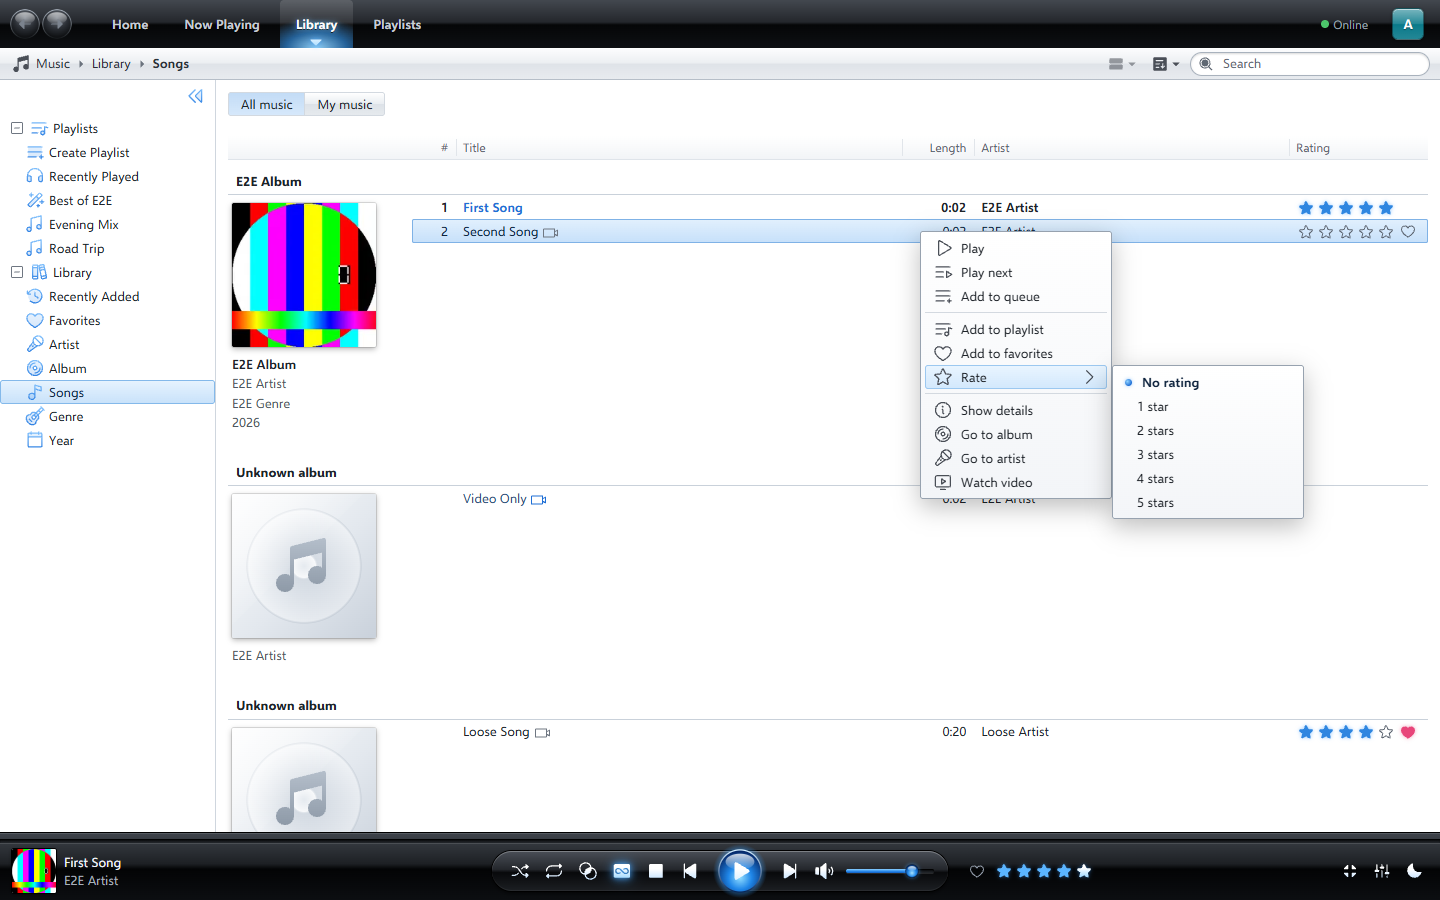 Home
Now Playing
Library
Playlists
Online
A
Music
Library
Songs
Search
Playlists
Create Playlist
Recently Played
Best of E2E
Evening Mix
Road Trip
Library
Recently Added
Favorites
Artist
Album
Songs
Genre
Year
All music
My music
# Title Length Artist Rating
E2E Album
1 First Song 0:02 E2E Artist
2 Second Song
E2E Album
E2E Artist
E2E Genre
2026
Play
Play next
Add to queue
Add to playlist
Add to favorites
Rate
Show details
Go to album
Go to artist
Watch video
No rating
1 star
2 stars
3 stars
4 stars
5 stars
Unknown album
Video Only
E2E Artist
Unknown album
Loose Song 0:20 Loose Artist
First Song
E2E Artist